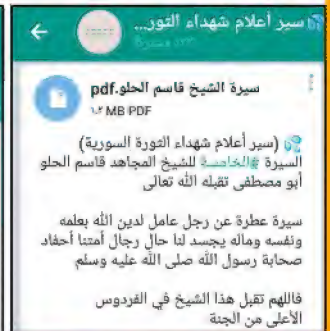 سير أعلام شهداء الثور...
سيرة الشيخ قاسم الحلو.pdf
١.٢ MB PDF
(سير أعلام شهداء الثورة السورية)
السيرة #الخامسة للشيخ المجاهد قاسم الحلو
أبو مصطفى تقبله الله تعالى
سيرة عطرة عن رجل عامل لدين الله بعلمه
ونفسه وماله يجسد لنا حال رجال أمتنا أحفاد
صحابة رسول الله صلى الله عليه وسلم
فاللهم تقبل هذا الشيخ في الفردوس
الأعلى من الجنة